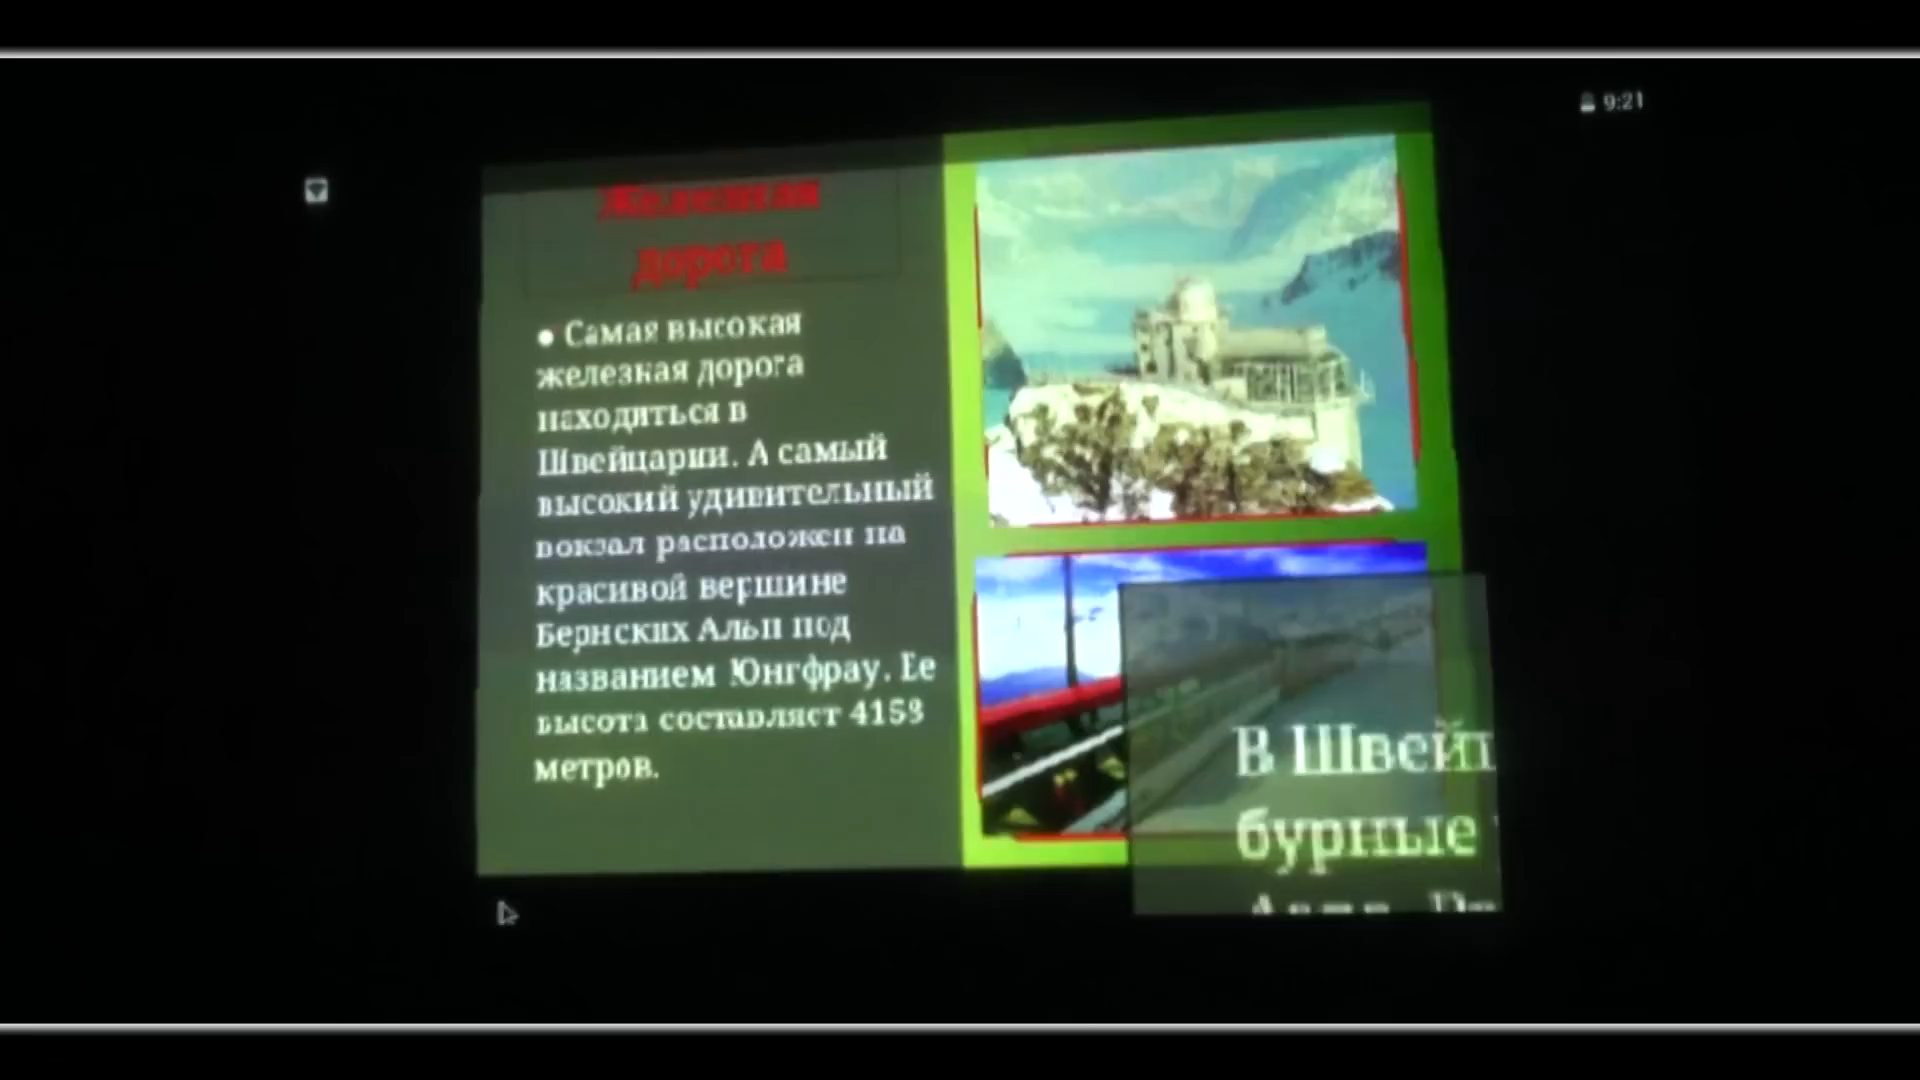 9:21
Железная
дорога
• Самая высокая
железная дорога
находиться в
Швейцарии. А самый
высокий удивительный
вокзал расположен на
красивой вершине
Бернских Альп под
названием Юнгфрау. Ее
высота составляет 4158
метров.
В Швейц
бурные